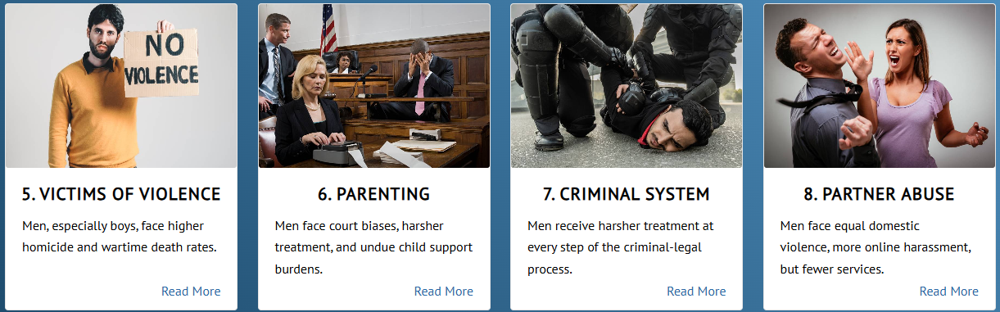 NO
VIOLENCE
5. VICTIMS OF VIOLENCE
Men, especially boys, face higher
homicide and wartime death rates.
Read More
6. PARENTING
Men face court biases, harsher
treatment, and undue child support
burdens.
Read More
7. CRIMINAL SYSTEM
Men receive harsher treatment at
every step of the criminal-legal
process.
Read More
8. PARTNER ABUSE
Men face equal domestic
violence, more online harassment,
but fewer services.
Read More